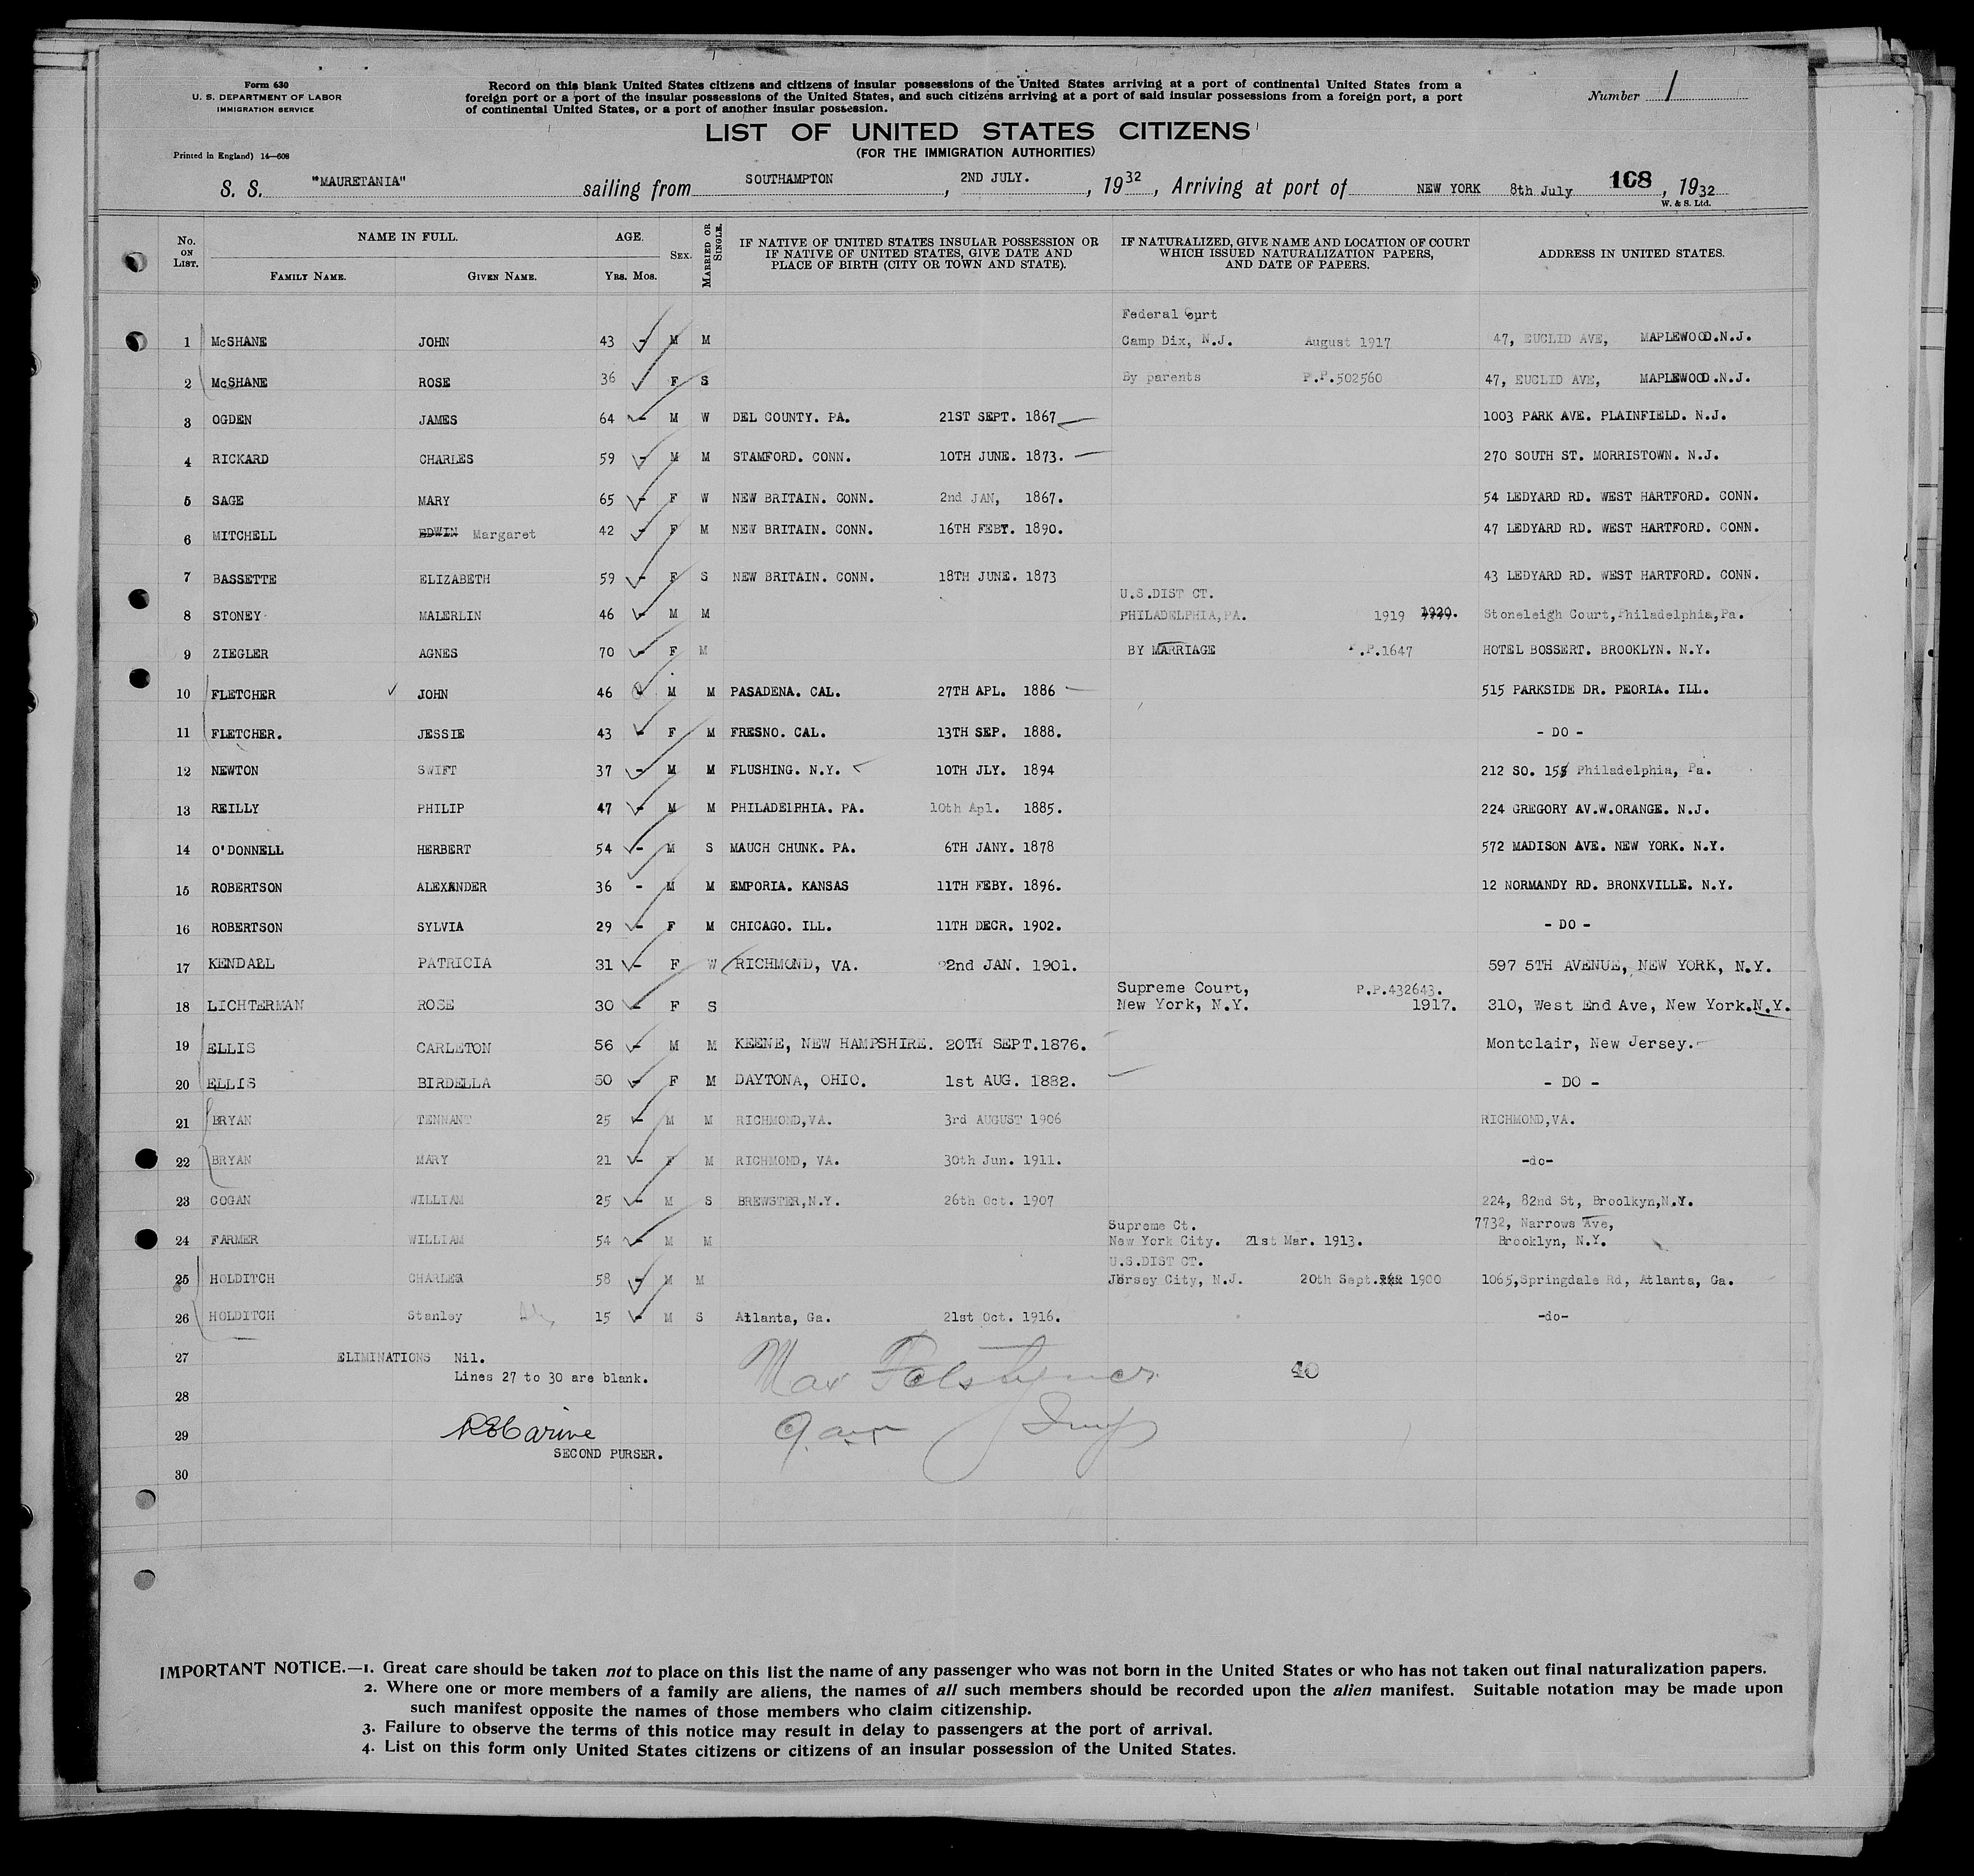 Form 630
U. S. DEPARTMENT OF LABOR
IMMIGRATION SERVICE
Record on this blank United States citizens and citizens of insular possessions of the United States arriving at a port of continental United States from a
foreign port or a port of the insular possessions of the United States, and such citizens arriving at a port of said insular possessions from a foreign port, a port
of continental United States, or a port of another insular possession.
Number 1
LIST OF UNITED STATES CITIZENS
(FOR THE IMMIGRATION AUTHORITIES)
Printed in England) 14—608
S. S. "MAURETANIA" sailing from SOUTHAMPTON, 2ND JULY., 1932, Arriving at port of NEW YORK 8th July 168, 1932
W. & S. Ltd.
No. ON LIST. NAME IN FULL. AGE. SEX. MARRIED OR SINGLE. IF NATIVE OF UNITED STATES INSULAR POSSESSION OR IF NATIVE OF UNITED STATES, GIVE DATE AND PLACE OF BIRTH (CITY OR TOWN AND STATE). IF NATURALIZED, GIVE NAME AND LOCATION OF COURT WHICH ISSUED NATURALIZATION PAPERS, AND DATE OF PAPERS. ADDRESS IN UNITED STATES.
FAMILY NAME. GIVEN NAME. YRS. MOS.
Federal Court
1 McSHANE JOHN 43 - M M Camp Dix, N.J. August 1917 47, EUCLID AVE, MAPLEWOOD.N.J.
2 McSHANE ROSE 36 F S By parents P.P.502560 47, EUCLID AVE, MAPLEWOOD.N.J.
3 OGDEN JAMES 64 - M W DEL COUNTY. PA. 21ST SEPT. 1867 1003 PARK AVE. PLAINFIELD. N.J.
4 RICKARD CHARLES 59 - M M STAMFORD. CONN. 10TH JUNE. 1873. 270 SOUTH ST. MORRISTOWN. N.J.
5 SAGE MARY 65 - F W NEW BRITAIN. CONN. 2nd JAN, 1867. 54 LEDYARD RD. WEST HARTFORD. CONN.
6 MITCHELL EDWIN Margaret 42 - F M NEW BRITAIN. CONN. 16TH FEBY. 1890. 47 LEDYARD RD. WEST HARTFORD. CONN.
7 BASSETTE ELIZABETH 59 - F S NEW BRITAIN. CONN. 18TH JUNE. 1873 43 LEDYARD RD. WEST HARTFORD. CONN.
U.S.DIST CT.
8 STONEY MALERLIN 46 - M M PHILADELPHIA,PA. 1919 1920. Stoneleigh Court,Philadelphia,Pa.
9 ZIEGLER AGNES 70 - F M BY MARRIAGE P.P.1647 HOTEL BOSSERT. BROOKLYN. N.Y.
10 FLETCHER JOHN 46 M M PASADENA. CAL. 27TH APL. 1886 515 PARKSIDE DR. PEORIA. ILL.
11 FLETCHER. JESSIE 43 - F M FRESNO. CAL. 13TH SEP. 1888. - DO -
12 NEWTON SWIFT 37 - M M FLUSHING. N.Y. 10TH JLY. 1894 212 SO. 15 Philadelphia, Pa.
13 REILLY PHILIP 47 - M M PHILADELPHIA. PA. 10th Apl. 1885. 224 GREGORY AV.W.ORANGE. N.J.
14 O'DONNELL HERBERT 54 - M S MAUCH CHUNK. PA. 6TH JANY. 1878 572 MADISON AVE. NEW YORK. N.Y.
15 ROBERTSON ALEXANDER 36 - M M EMPORIA. KANSAS 11TH FEBY. 1896. 12 NORMANDY RD. BRONXVILLE. N.Y.
16 ROBERTSON SYLVIA 29 - F M CHICAGO. ILL. 11TH DECR. 1902. - DO -
17 KENDALL PATRICIA 31 - F W RICHMOND, VA. 22nd JAN. 1901. 597 5TH AVENUE, NEW YORK, N.Y.
Supreme Court, P.P.432643.
18 LICHTERMAN ROSE 30 - F S New York, N.Y. 1917. 310, West End Ave, New York.N.Y.
19 ELLIS CARLETON 56 - M M KEENE, NEW HAMPSHIRE. 20TH SEPT.1876. Montclair, New Jersey.
20 ELLIS BIRDELLA 50 - F M DAYTONA, OHIO. 1st AUG. 1882. - DO -
21 BRYAN TENNANT 25 - M M RICHMOND,VA. 3rd AUGUST 1906 RICHMOND,VA.
22 BRYAN MARY 21 - F M RICHMOND, VA. 30th Jun. 1911. -do-
23 COGAN WILLIAM 25 - M S BREWSTER,N.Y. 26th Oct. 1907 224, 82nd St, Broolkyn,N.Y.
Supreme Ct. 7732, Narrows Ave,
24 FARMER WILLIAM 54 - M M New York City. 21st Mar. 1913. Brooklyn, N.Y.
U.S.DIST CT.
25 HOLDITCH CHARLES 58 - M M Jersey City, N.J. 20th Sept. 1900 1065,Springdale Rd, Atlanta, Ga.
26 HOLDITCH Stanley 15 - M S Atlanta, Ga. 21st Oct. 1916. -do-
27 ELIMINATIONS Nil.
Lines 27 to 30 are blank. 40
28
29
SECOND PURSER.
30
IMPORTANT NOTICE.—1. Great care should be taken not to place on this list the name of any passenger who was not born in the United States or who has not taken out final naturalization papers.
2. Where one or more members of a family are aliens, the names of all such members should be recorded upon the alien manifest. Suitable notation may be made upon
such manifest opposite the names of those members who claim citizenship.
3. Failure to observe the terms of this notice may result in delay to passengers at the port of arrival.
4. List on this form only United States citizens or citizens of an insular possession of the United States.